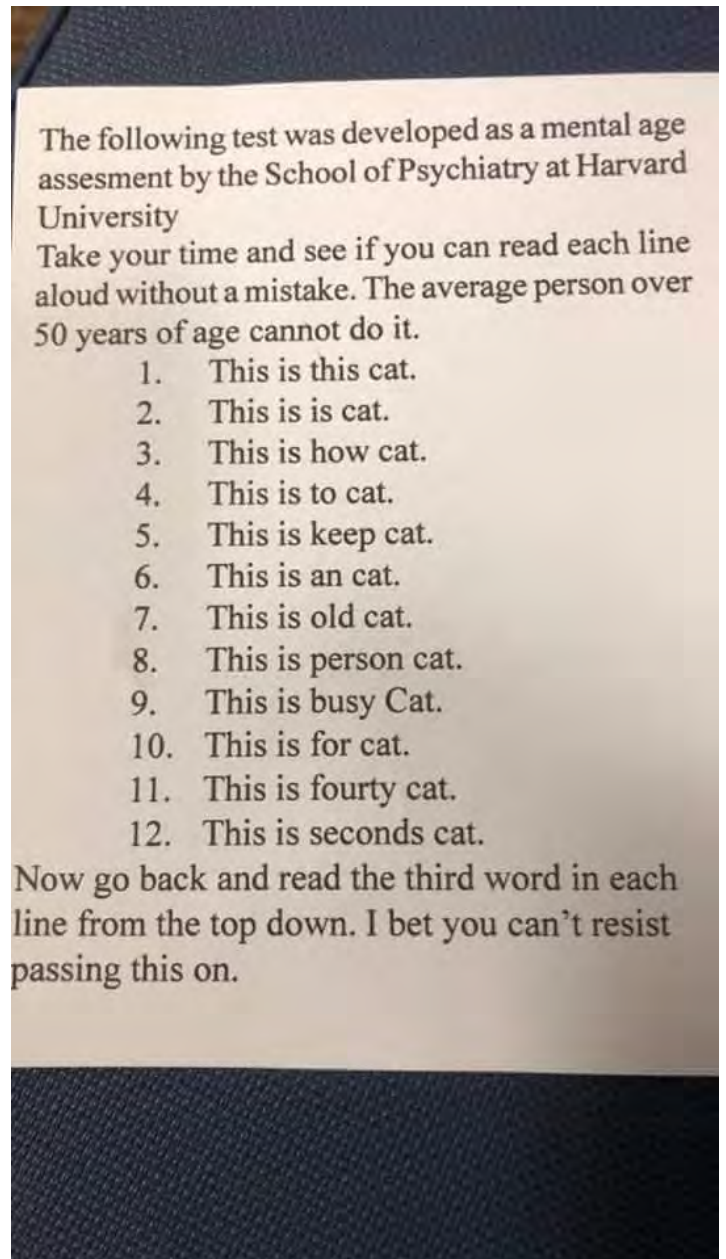 The following test was developed as a mental age
assesment by the School of Psychiatry at Harvard
University
Take your time and see if you can read each line
aloud without a mistake. The average person over
50 years of age cannot do it.
1. This is this cat.
2. This is is cat.
3. This is how cat.
4. This is to cat.
5. This is keep cat.
6. This is an cat.
7. This is old cat.
8. This is person cat.
9. This is busy Cat.
10. This is for cat.
11. This is fourty cat.
12. This is seconds cat.
Now go back and read the third word in each
line from the top down. I bet you can’t resist
passing this on.